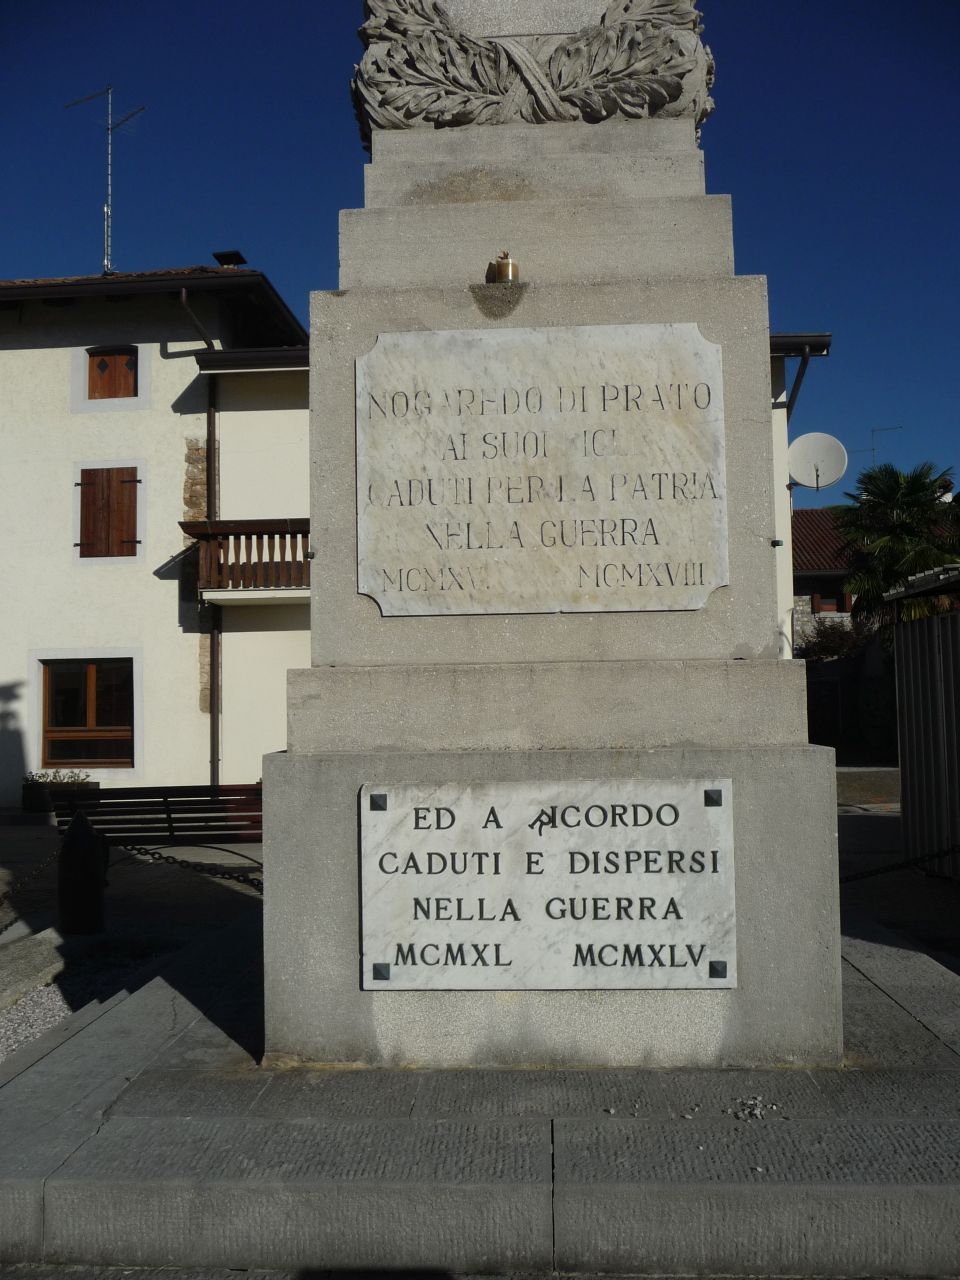 NOGAREDO DI PRATO
AI SUOI IGLI
CADUTI PER LA PATRIA
NELLA GUERRA
MCMXV MCMXVIII
ED A RICORDO
CADUTI E DISPERSI
NELLA GUERRA
MCMXL MCMXLV